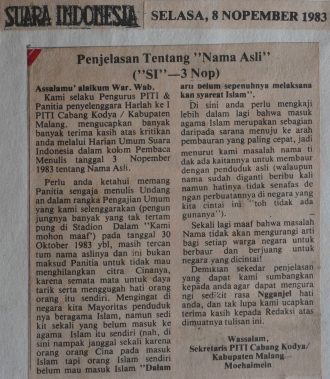 SUARA INDONESIA
SELASA, 8 NOPEMBER 1983
Penjelasan Tentang "Nama Asli"
("SI"—3 Nop)
Assalamu' alaikum War. Wab.
Kami selaku Pengurus PITI &
Panitia penyelenggara Harlah ke I
PITI Cabang Kodya / Kabupaten
Malang. mengucapkan banyak
banyak terima kasih atas kritikan
anda melalui Harian Umum Suara
Indonesia dalam kolom Pembaca
Menulis tanggal 3 Nopember
1983 tentang Nama Asli.
Perlu anda ketahui memang
Panitia sengaja menulis Undang
an dalam rangka Pengajian Umum
yang kami selenggarakan (pengun
jungnya banyak yang tak tertam
pung di Stadion Dalam "Kami
mohon maaf") pada tanggal 30
Oktober 1983 ybl, masih tercan
tum nama aslinya dan ini bukan
maksud Panitia untuk tidak mau
menghilangkan citra Cinanya,
karena semata mata untuk daya
tarik serta menggugah hati orang
orang itu sendiri. Mengingat di
negara kita Mayoritas penduduk
nya beragama Islam, namun sedi
kit sekali yang belum masuk ke
agama Islam itu sendiri (nah, di
sini nampak janggal sekali karena
orang orang Cina pada masuk
Islam tapi orang Islam sendiri
belum mau masuk Islam "Dalam
arti belum sepenuhnya melaksana
kan syareat Islam".
Di sini anda perlu mengkaji
lebih dalam lagi bahwa masuk
agama Islam merupakan sebagian
daripada sarana menuju ke arah
pembauran yang paling cepat, jadi
menurut kami masalah nama ti
dak ada kaitannya untuk membaur
dengan penduduk asli (walaupun
nama sudah diganti beribu kali
namun hatinya tidak senafas de
ngan perbuatannya di negara yang
kita cintai ini "toh tidak ada
gunanya").
Sekali lagi maaf bahwa masalah
Nama tidak akan mengurangi arti
bagi setiap warga negara untuk
berbaur dan berjuang untuk
negara yang dicintai!
Demikian sekedar penjelasan
yang dapat kami sumbangkan
kepada anda agar dapat mengura
ngi sedikit rasa Ngganjel hati
anda, dan tak lupa kami ucapkan
terima kasih kepada Redaksi atas
dimuatnya tulisan ini.
Wassalam,
Sekretaris PITI Cabang Kodya/
Kabupaten Malang
Moehaimein